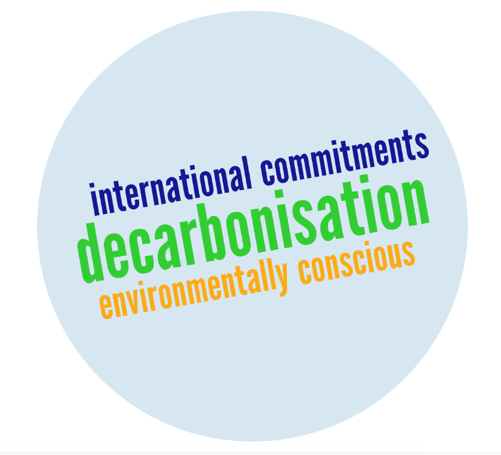 international commitments
decarbonisation
environmentally conscious